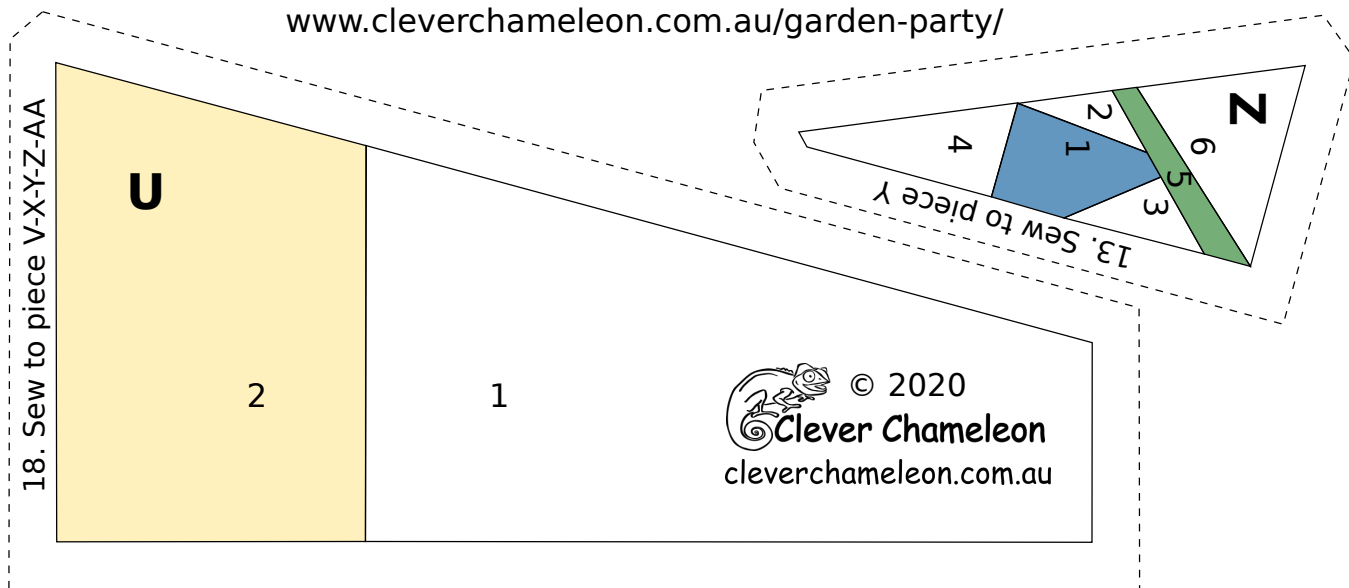 www.cleverchameleon.com.au/garden-party/
18. Sew to piece V-X-Y-Z-AA
U
2
1
© 2020
Clever Chameleon
cleverchameleon.com.au
Z
4
1
2
3
5
6
13. Sew to piece Y